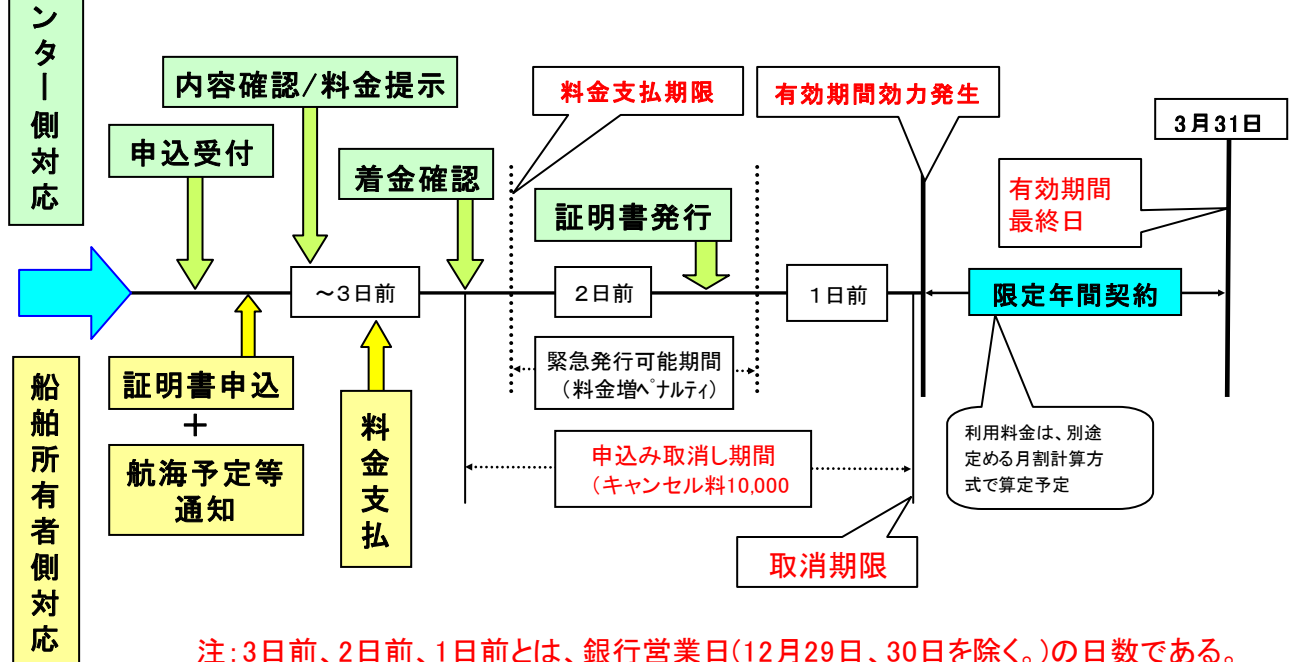 ンター側対応
内容確認/料金提示
料金支払期限
有効期間効力発生
3月31日
申込受付
着金確認
証明書発行
有効期間
最終日
～3日前
2日前
1日前
限定年間契約
船舶所有者側対応
証明書申込
＋
航海予定等
通知
料金支払
緊急発行可能期間
（料金増ペナルティ）
申込み取消し期間
（キャンセル料10,000
利用料金は、別途
定める月割計算方
式で算定予定
取消期限
注：3日前、2日前、1日前とは、銀行営業日(12月29日、30日を除く。)の日数である。